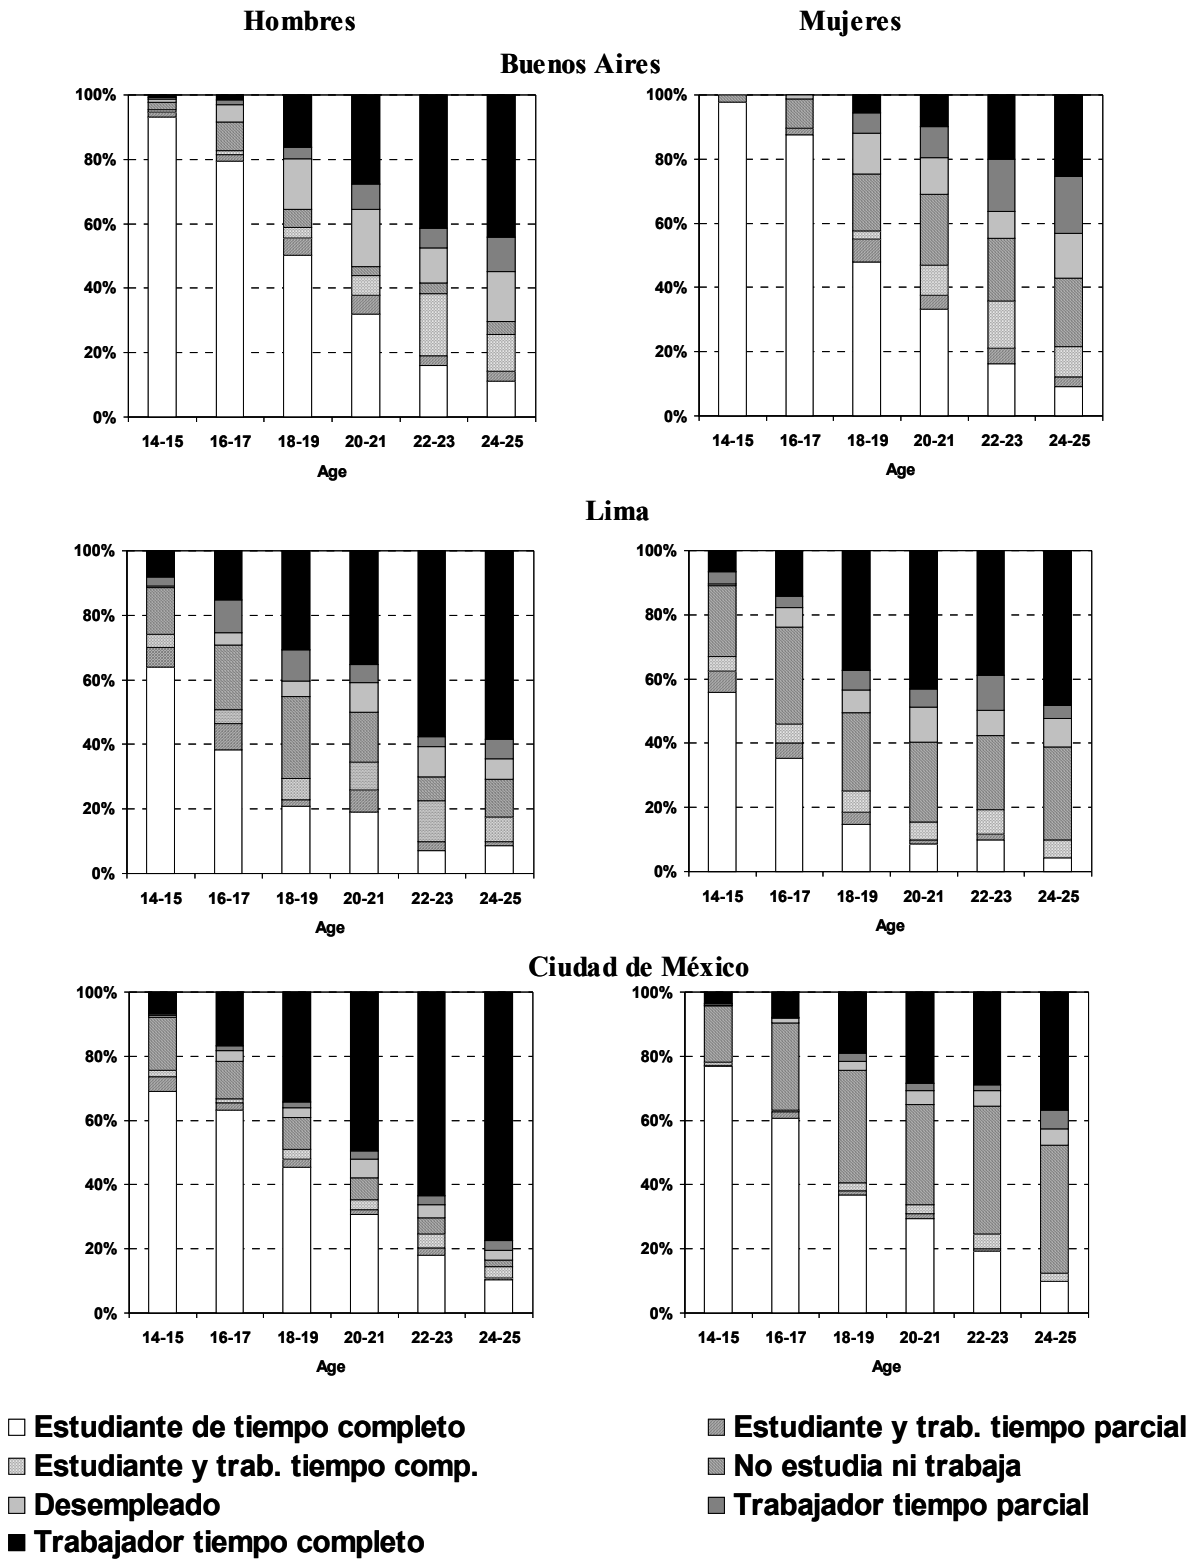 Hombres Mujeres
Buenos Aires
100% 100%
80% 80%
60% 60%
40% 40%
20% 20%
0% 0%
14-15 16-17 18-19 20-21 22-23 24-25 14-15 16-17 18-19 20-21 22-23 24-25
Age Age
Lima
100% 100%
80% 80%
60% 60%
40% 40%
20% 20%
0% 0%
14-15 16-17 18-19 20-21 22-23 24-25 14-15 16-17 18-19 20-21 22-23 24-25
Age Age
Ciudad de México
100% 100%
80% 80%
60% 60%
40% 40%
20% 20%
0% 0%
14-15 16-17 18-19 20-21 22-23 24-25 14-15 16-17 18-19 20-21 22-23 24-25
Age Age
Estudiante de tiempo completo Estudiante y trab. tiempo parcial
Estudiante y trab. tiempo comp. No estudia ni trabaja
Desempleado Trabajador tiempo parcial
Trabajador tiempo completo